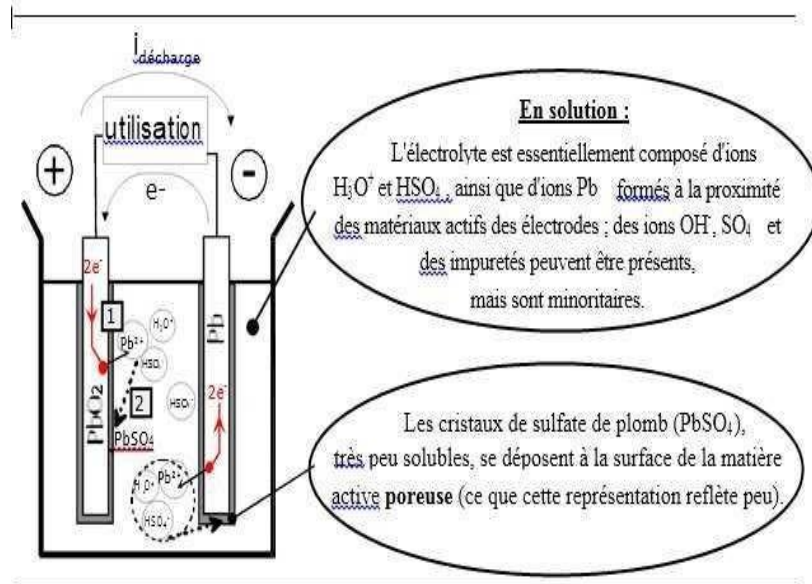 i décharge
utilisation
+
-
e-
En solution :
L'électrolyte est essentiellement composé d'ions
H₃O⁺ et HSO₄, ainsi que d'ions Pb formés à la proximité
des matériaux actifs des électrodes ; des ions OH⁻, SO₄ et
des impuretés peuvent être présents,
mais sont minoritaires.
2e-
1
Pb²⁺
H₃O⁺
HSO₄
2
PbO₂
PbSO₄
Pb
2e-
HSO₄⁻
H₃O⁺
Pb²⁺
HSO₄⁻
Les cristaux de sulfate de plomb (PbSO₄),
très peu solubles, se déposent à la surface de la matière
active poreuse (ce que cette représentation reflète peu).